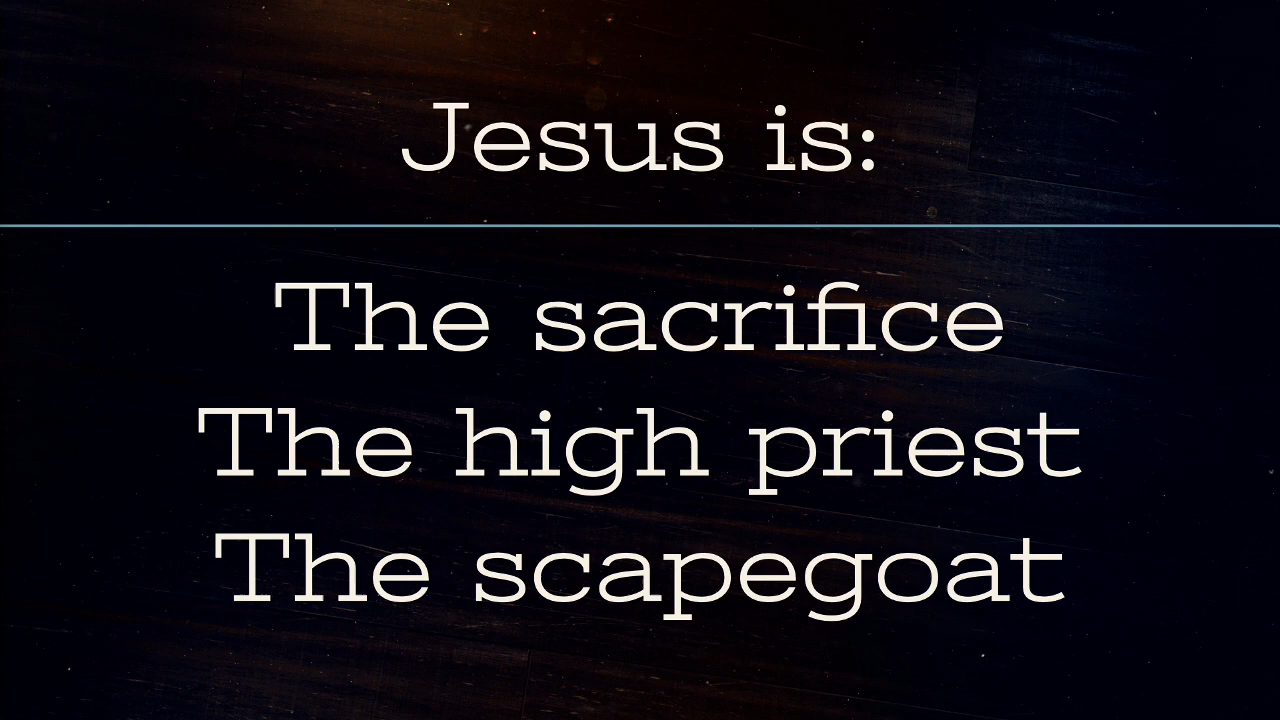 Jesus is:
The sacrifice
The high priest
The scapegoat